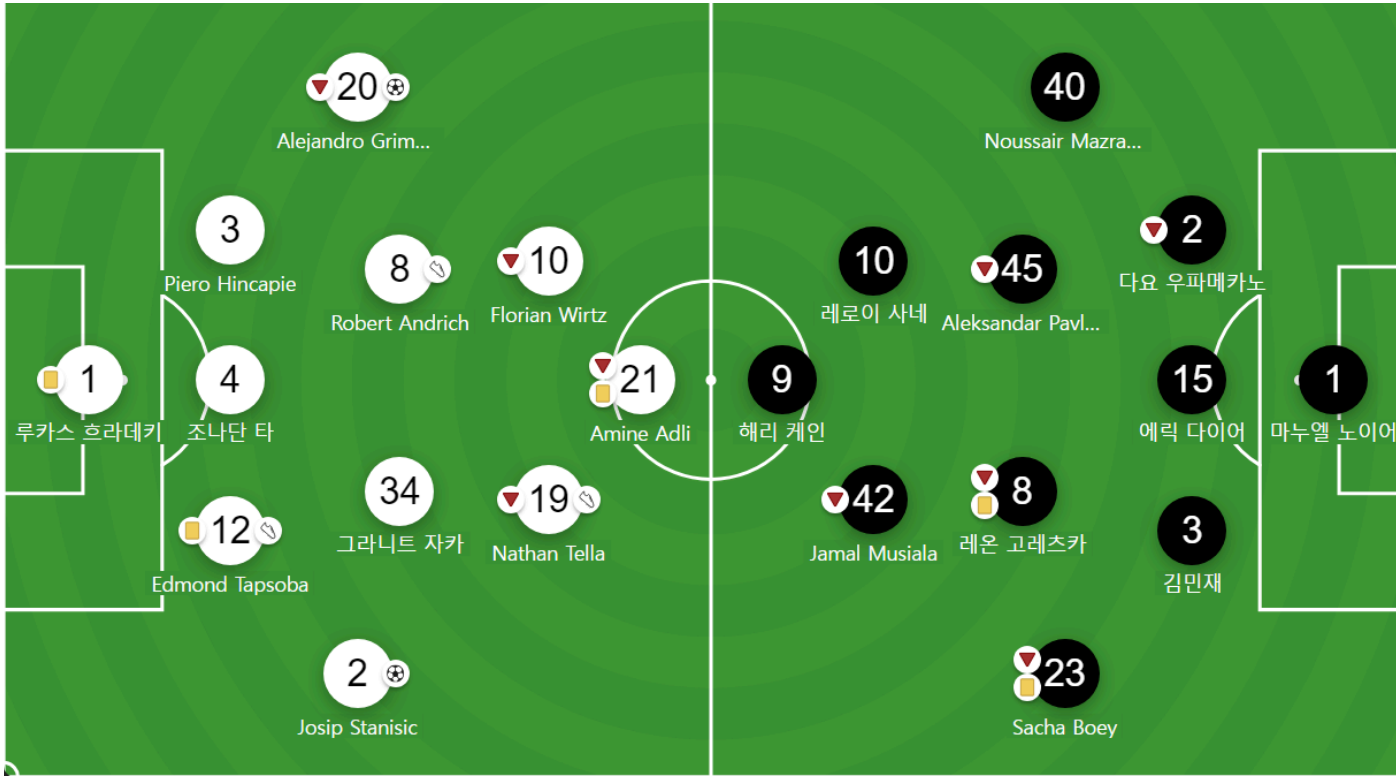 20
Alejandro Grim...
3
Piero Hincapie
8
Robert Andrich
10
Florian Wirtz
1
루카스 흐라데키
4
조나단 타
21
Amine Adli
34
그라니트 자카
19
Nathan Tella
12
Edmond Tapsoba
2
Josip Stanisic
40
Noussair Mazra...
10
레로이 사네
45
Aleksandar Pavl...
2
다요 우파메카노
9
해리 케인
15
에릭 다이어
1
마누엘 노이어
42
Jamal Musiala
8
레온 고레츠카
3
김민재
23
Sacha Boey